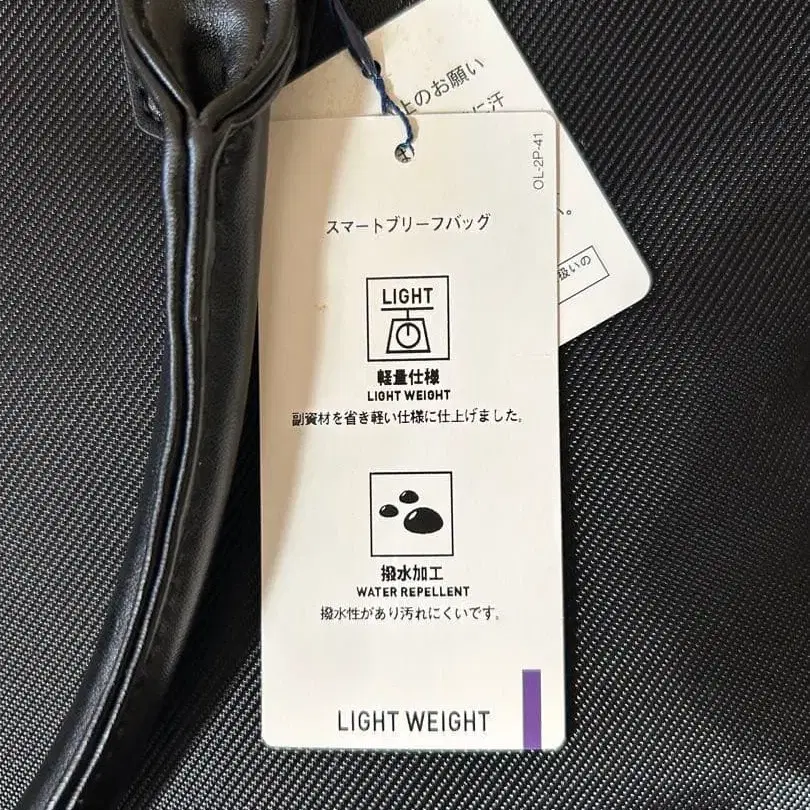 上のお願い
に汗
OL-2P-41
く。
扱いの
スマートブリーフバッグ
LIGHT
軽量仕様
LIGHT WEIGHT
副資材を省き軽い仕様に仕上げました。
撥水加工
WATER REPELLENT
撥水性があり汚れにくいです。
LIGHT WEIGHT